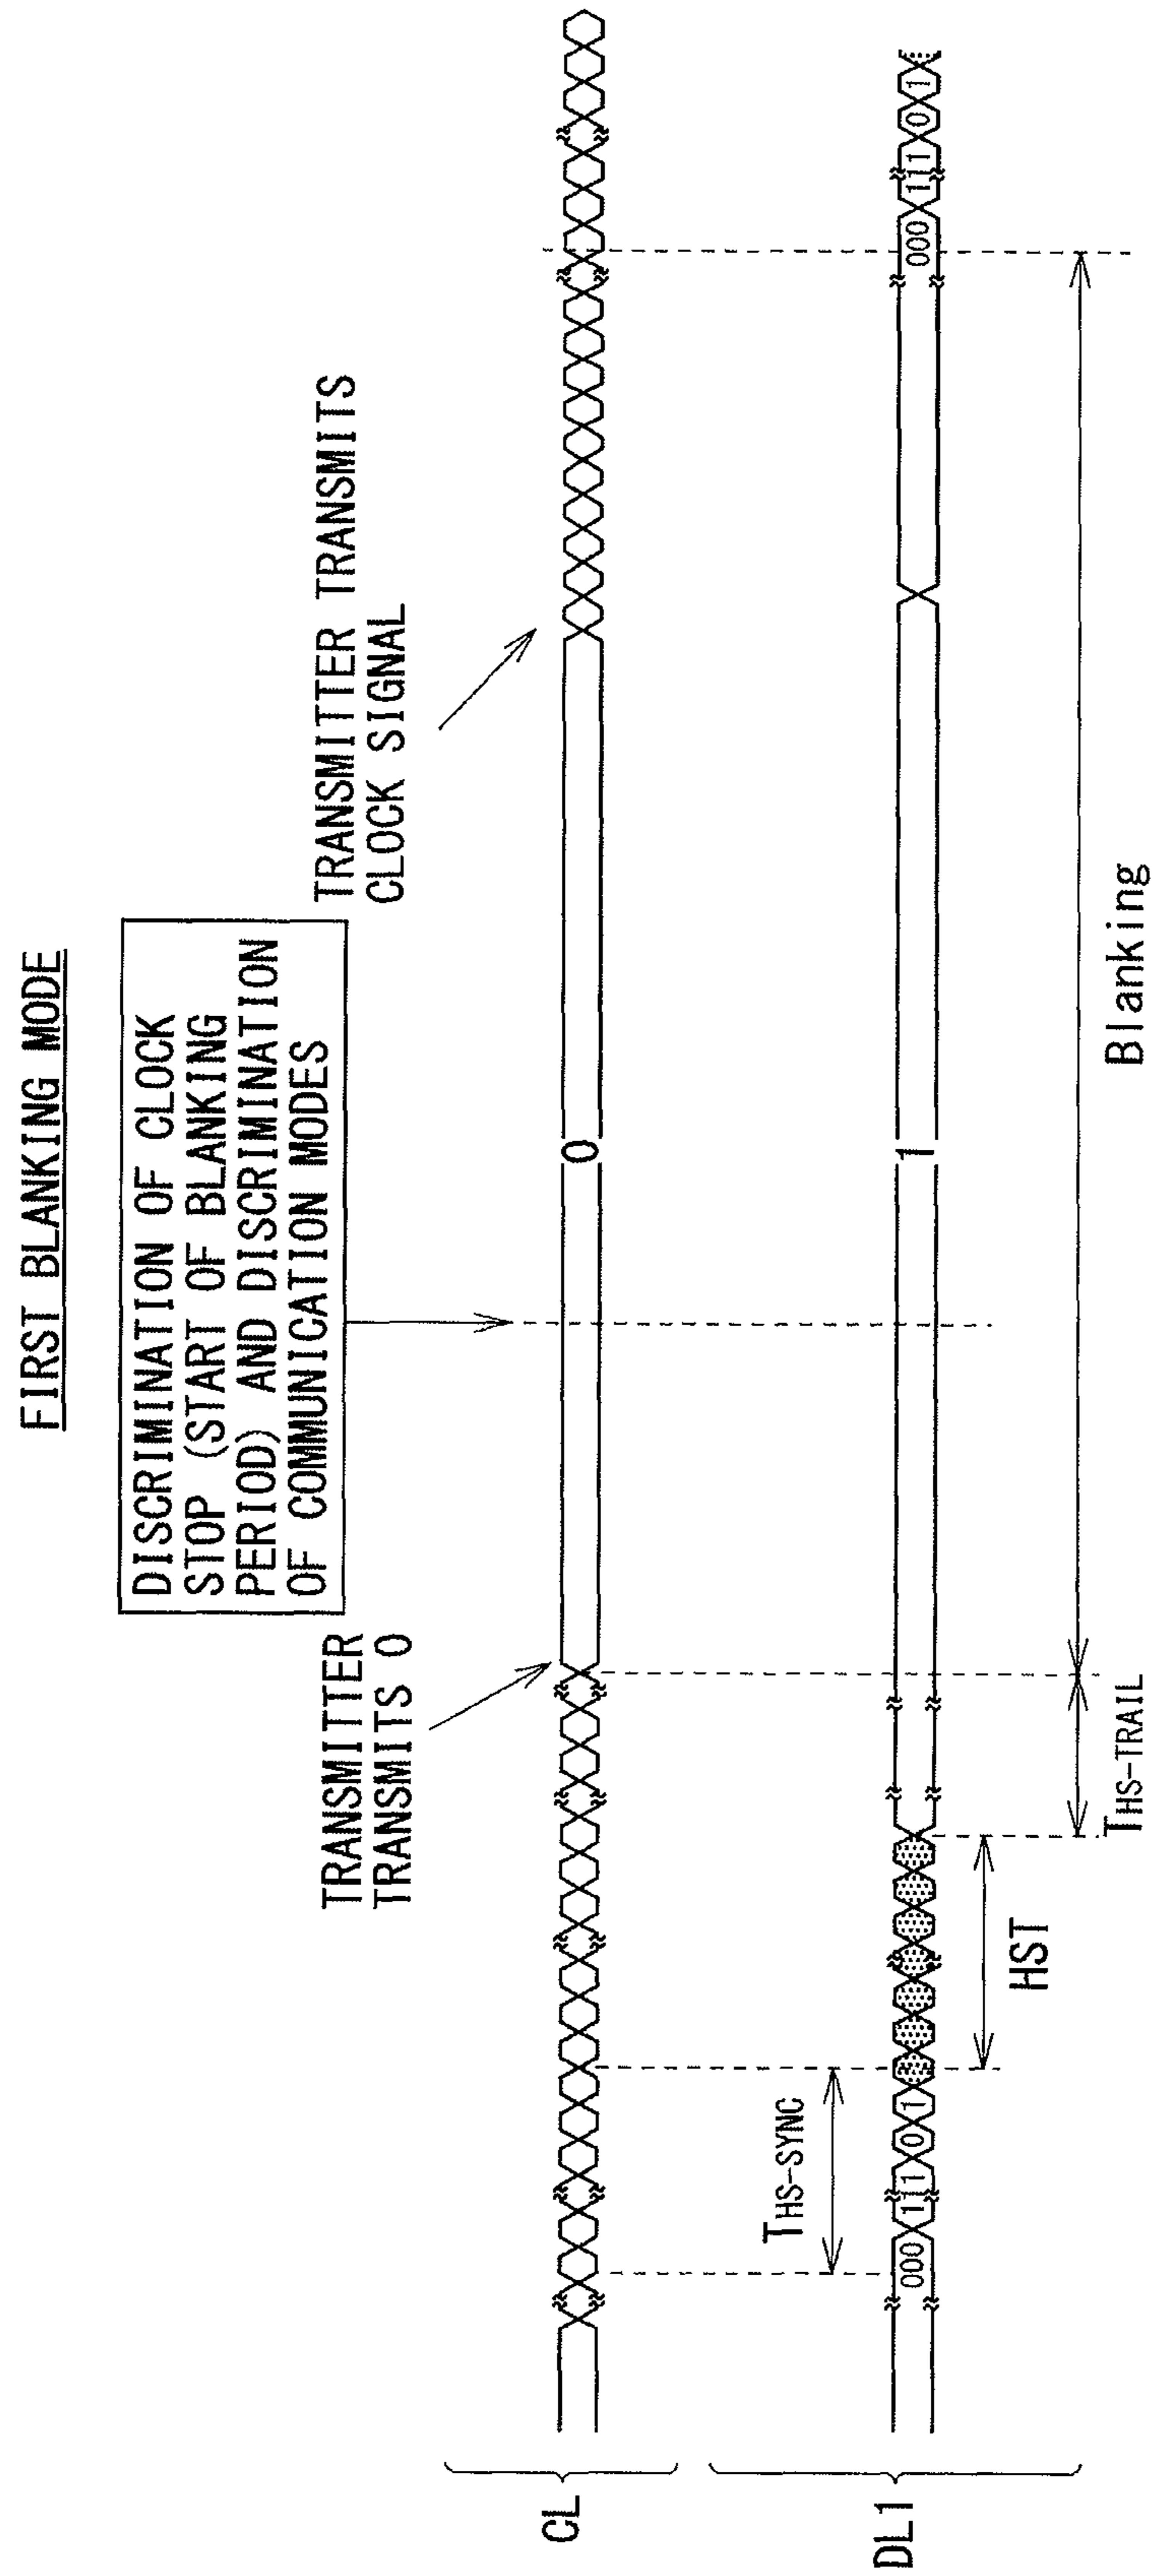 FIRST BLANKING MODE
DISCRIMINATION OF CLOCK
STOP (START OF BLANKING
PERIOD) AND DISCRIMINATION
OF COMMUNICATION MODES
TRANSMITTER
TRANSMITS 0
TRANSMITTER TRANSMITS
CLOCK SIGNAL
CL
0
THS-SYNC
DL1
000 111 0 1
1
000 111 0 1
HST
THS-TRAIL
Blanking